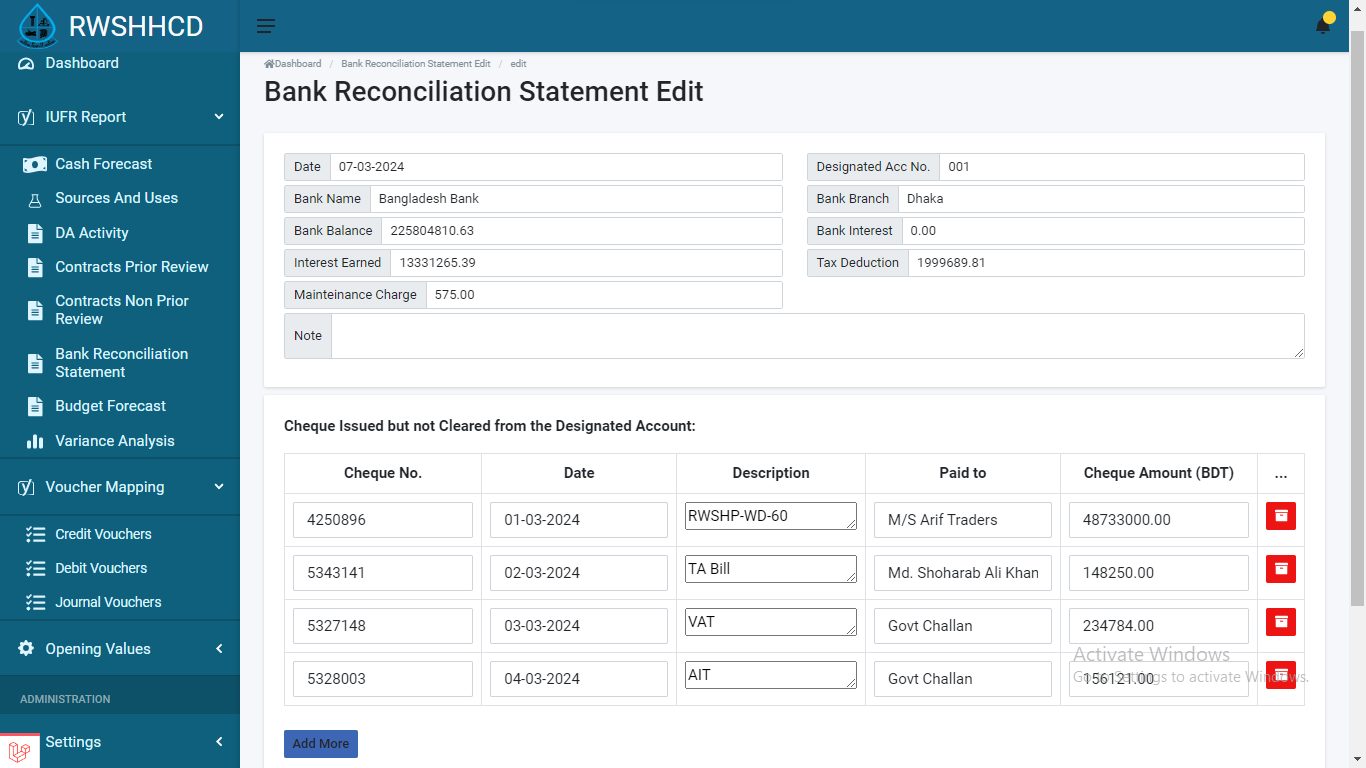 RWSHHCD
Dashboard
IUFR Report
Cash Forecast
Sources And Uses
DA Activity
Contracts Prior Review
Contracts Non Prior
Review
Bank Reconciliation
Statement
Budget Forecast
Variance Analysis
Voucher Mapping
Credit Vouchers
Debit Vouchers
Journal Vouchers
Opening Values
ADMINISTRATION
Settings
Dashboard / Bank Reconciliation Statement Edit / edit
Bank Reconciliation Statement Edit
Date 07-03-2024 Designated Acc No. 001
Bank Name Bangladesh Bank Bank Branch Dhaka
Bank Balance 225804810.63 Bank Interest 0.00
Interest Earned 13331265.39 Tax Deduction 1999689.81
Mainteinance Charge 575.00
Note
Cheque Issued but not Cleared from the Designated Account:
Cheque No. Date Description Paid to Cheque Amount (BDT) ...
4250896 01-03-2024 RWSHP-WD-60 M/S Arif Traders 48733000.00
5343141 02-03-2024 TA Bill Md. Shoharab Ali Khan 148250.00
5327148 03-03-2024 VAT Govt Challan 234784.00
5328003 04-03-2024 AIT Govt Challan 156121.00
Activate Windows
Go to Settings to activate Windows.
Add More